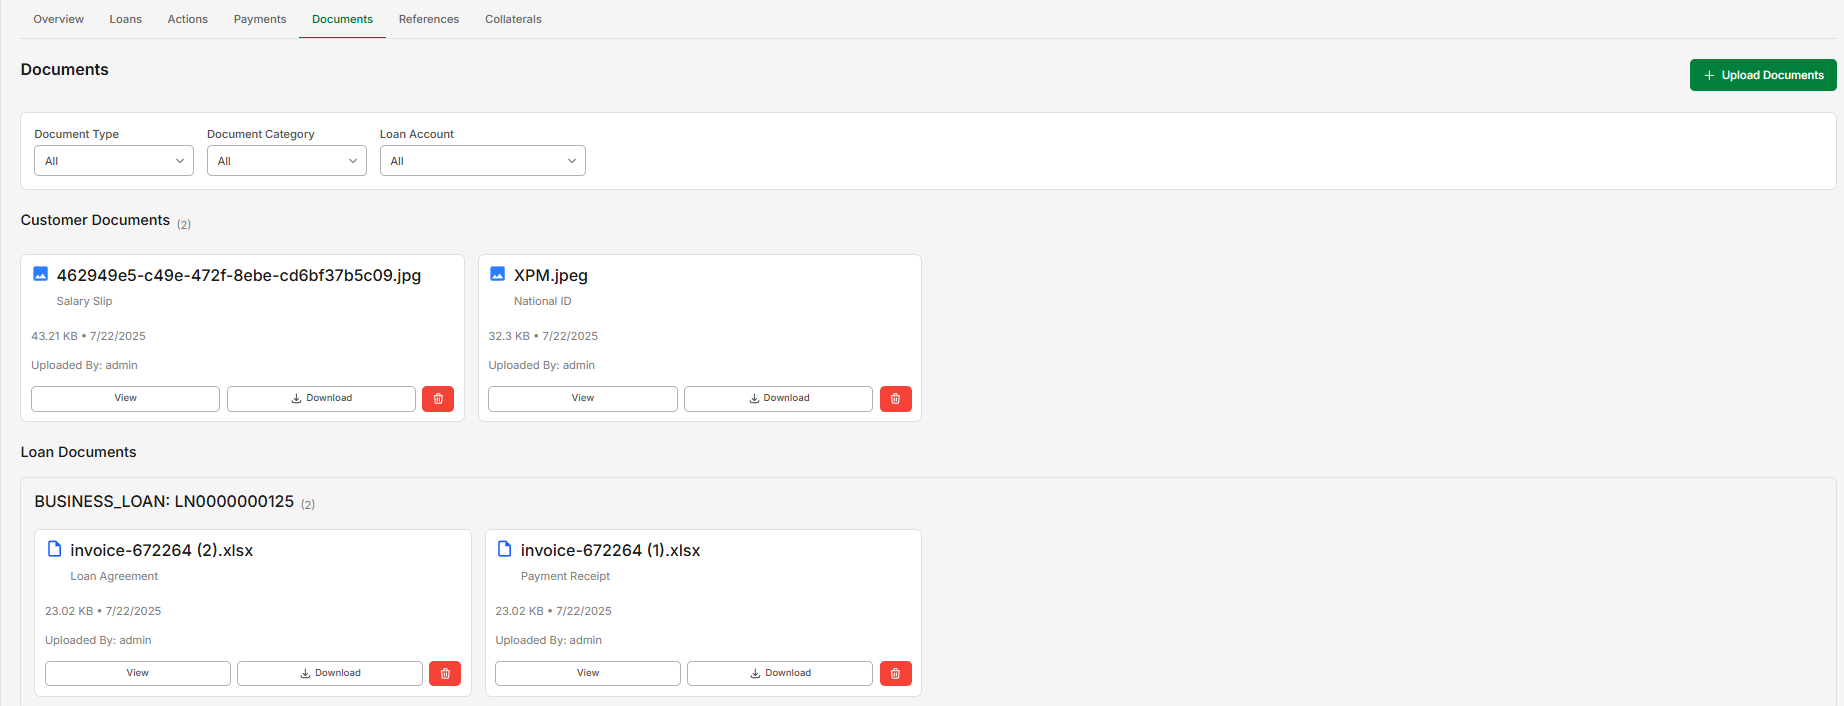 Overview Loans Actions Payments Documents References Collaterals
Documents
Upload Documents
Document Type Document Category Loan Account
All All All
Customer Documents (2)
462949e5-c49e-472f-8ebe-cd6bf37b5c09.jpg XPM.jpeg
Salary Slip National ID
43.21 KB • 7/22/2025 32.3 KB • 7/22/2025
Uploaded By: admin Uploaded By: admin
View Download View Download
Loan Documents
BUSINESS_LOAN: LN0000000125 (2)
invoice-672264 (2).xlsx invoice-672264 (1).xlsx
Loan Agreement Payment Receipt
23.02 KB • 7/22/2025 23.02 KB • 7/22/2025
Uploaded By: admin Uploaded By: admin
View Download View Download